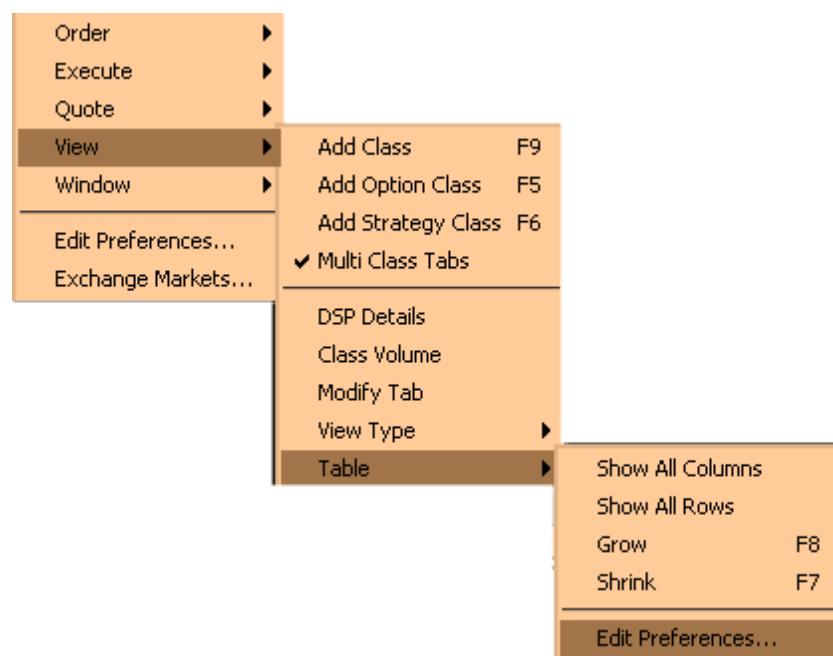 Order
Execute
Quote
View
Window
Edit Preferences...
Exchange Markets...
Add Class F9
Add Option Class F5
Add Strategy Class F6
Multi Class Tabs
DSP Details
Class Volume
Modify Tab
View Type
Table
Show All Columns
Show All Rows
Grow F8
Shrink F7
Edit Preferences...